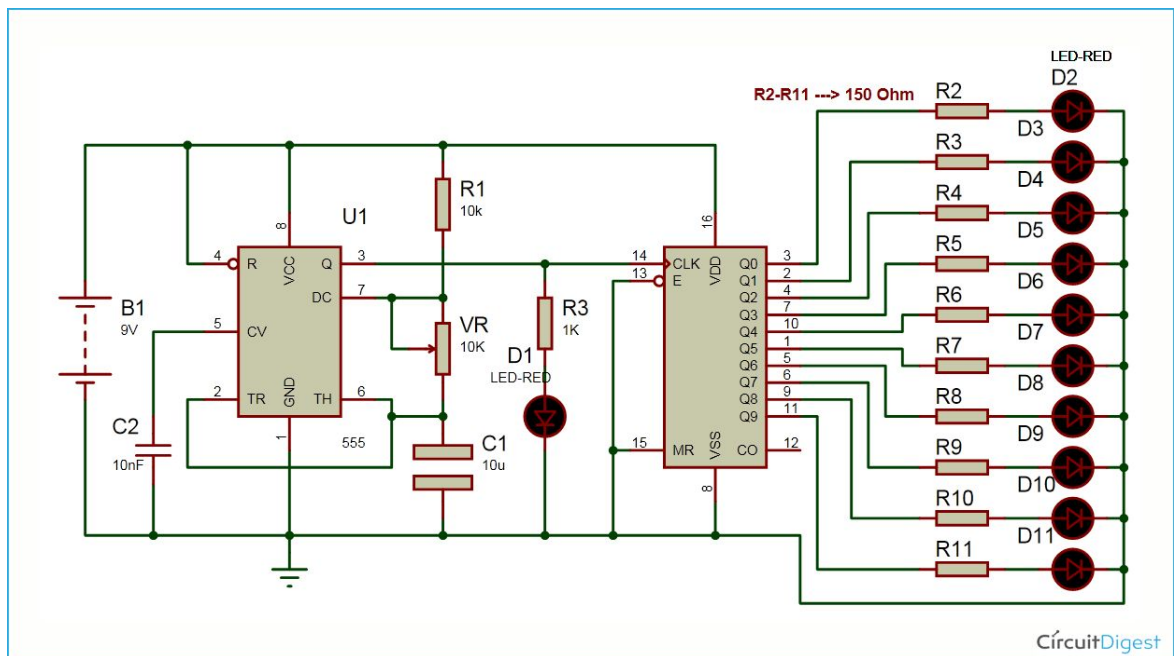 LED-RED
D2
R2-R11 ---> 150 Ohm
R2
D3
R3
D4
R4
D5
R5
D6
R6
D7
R7
D8
R8
D9
R9
D10
R10
D11
R11
B1
9V
C2
10nF
U1
555
4
R
8
VCC
Q
3
DC
7
5
CV
2
TR
GND
1
TH
6
R1
10k
VR
10K
C1
10u
R3
1K
D1
LED-RED
14
CLK
13
E
16
VDD
15
MR
VSS
8
CO
12
Q0
3
Q1
2
Q2
4
Q3
7
Q4
10
Q5
1
Q6
5
Q7
6
Q8
9
Q9
11
CírcuitDigest